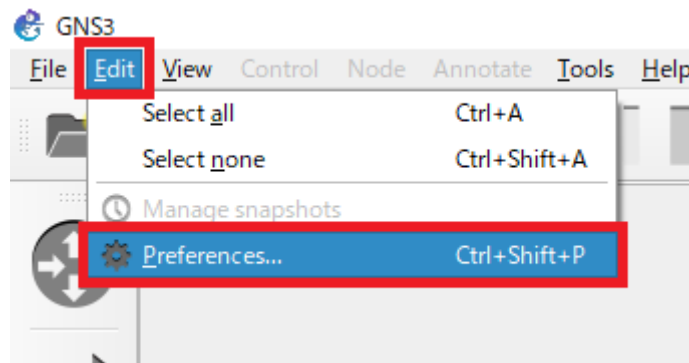 GNS3
File Edit View Control Node Annotate Tools Help
Select all Ctrl+A
Select none Ctrl+Shift+A
Manage snapshots
Preferences... Ctrl+Shift+P